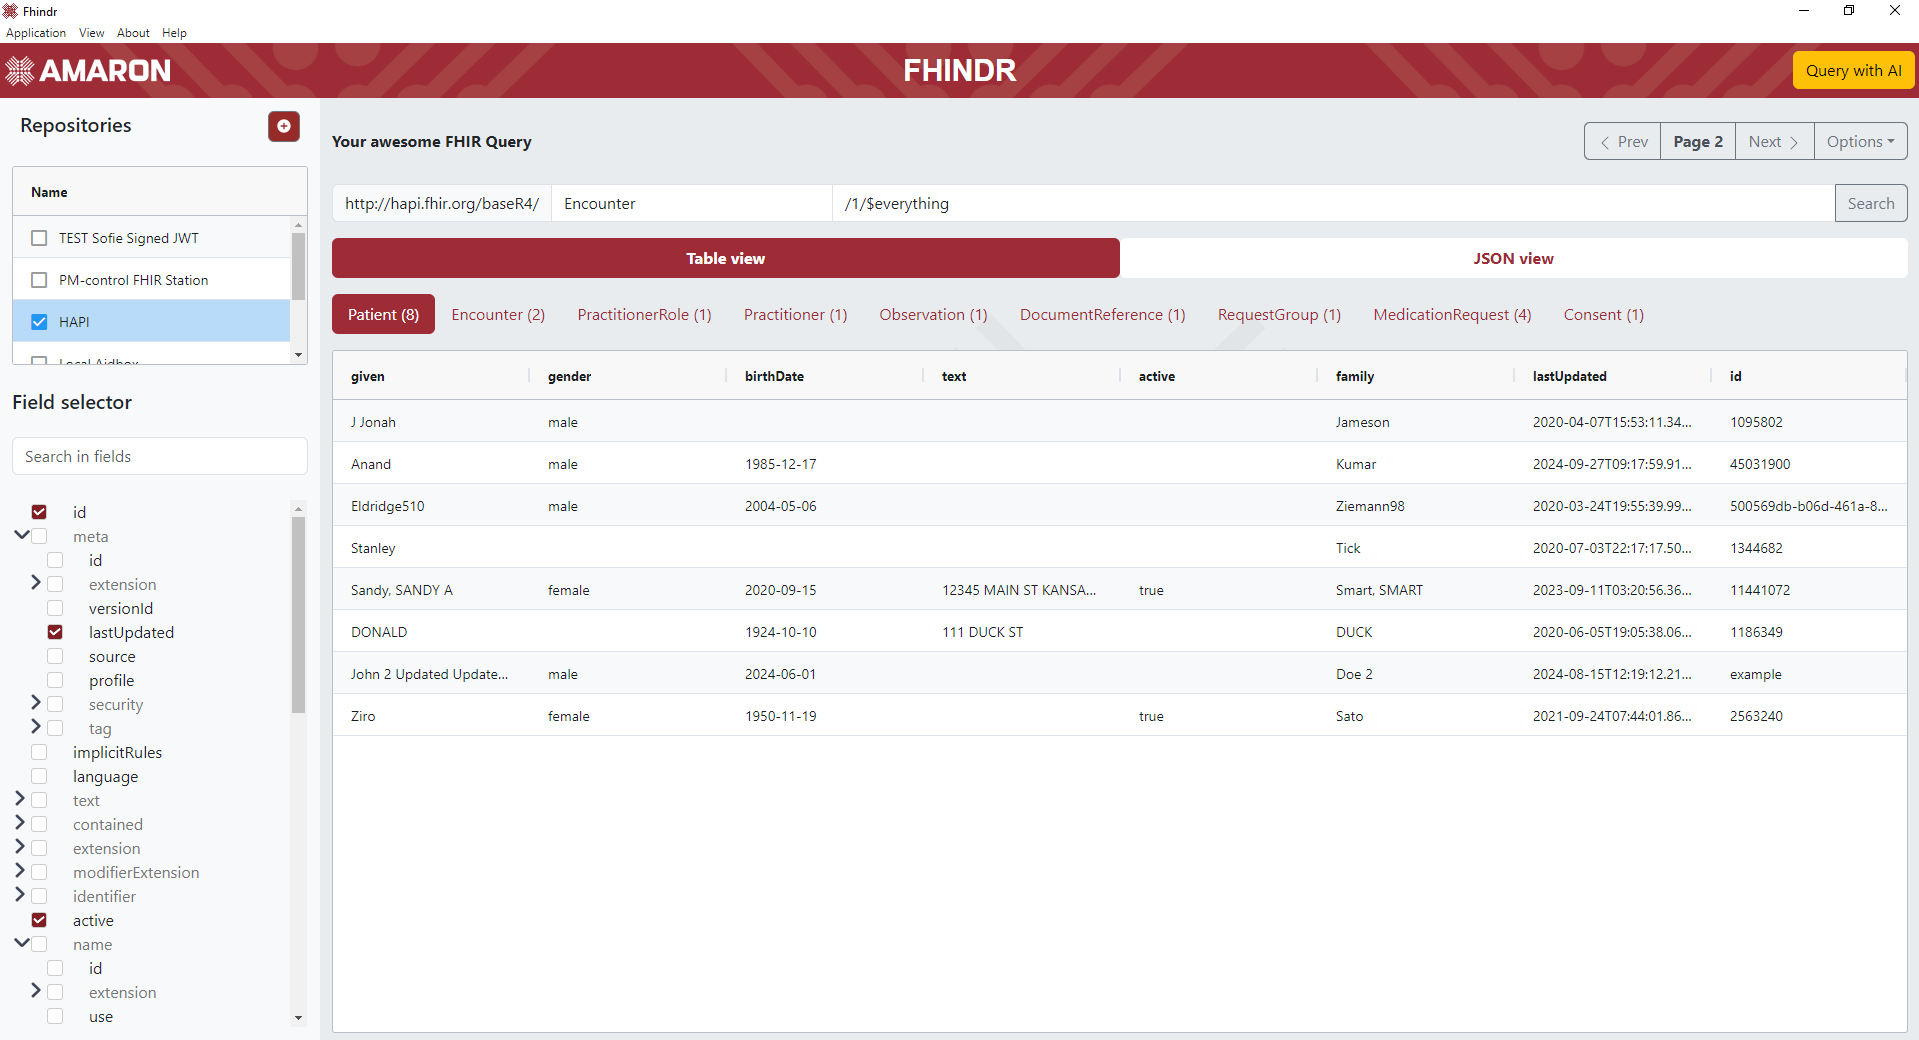 Fhindr
Application View About Help
AMARON
FHINDR
Query with AI
Repositories
Name
TEST Sofie Signed JWT
PM-control FHIR Station
HAPI
Local Aidbox
Field selector
Search in fields
id
meta
id
extension
versionId
lastUpdated
source
profile
security
tag
implicitRules
language
text
contained
extension
modifierExtension
identifier
active
name
id
extension
use
Your awesome FHIR Query
Prev Page 2 Next Options
http://hapi.fhir.org/baseR4/ Encounter /1/$everything Search
Table view JSON view
Patient (8) Encounter (2) PractitionerRole (1) Practitioner (1) Observation (1) DocumentReference (1) RequestGroup (1) MedicationRequest (4) Consent (1)
given gender birthDate text active family lastUpdated id
J Jonah male Jameson 2020-04-07T15:53:11.34... 1095802
Anand male 1985-12-17 Kumar 2024-09-27T09:17:59.91... 45031900
Eldridge510 male 2004-05-06 Ziemann98 2020-03-24T19:55:39.99... 500569db-b06d-461a-8...
Stanley Tick 2020-07-03T22:17:17.50... 1344682
Sandy, SANDY A female 2020-09-15 12345 MAIN ST KANSA... true Smart, SMART 2023-09-11T03:20:56.36... 11441072
DONALD 1924-10-10 111 DUCK ST DUCK 2020-06-05T19:05:38.06... 1186349
John 2 Updated Update... male 2024-06-01 Doe 2 2024-08-15T12:19:12.21... example
Ziro female 1950-11-19 true Sato 2021-09-24T07:44:01.86... 2563240